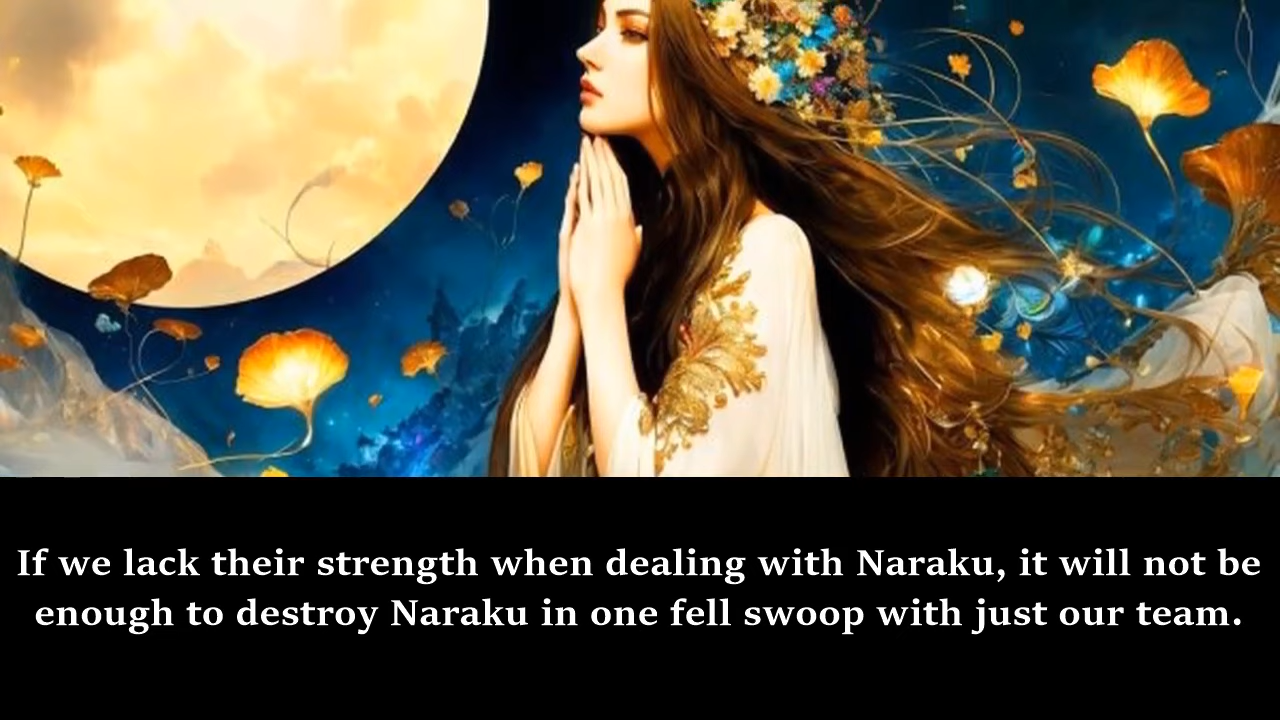 If we lack their strength when dealing with Naraku, it will not be
enough to destroy Naraku in one fell swoop with just our team.